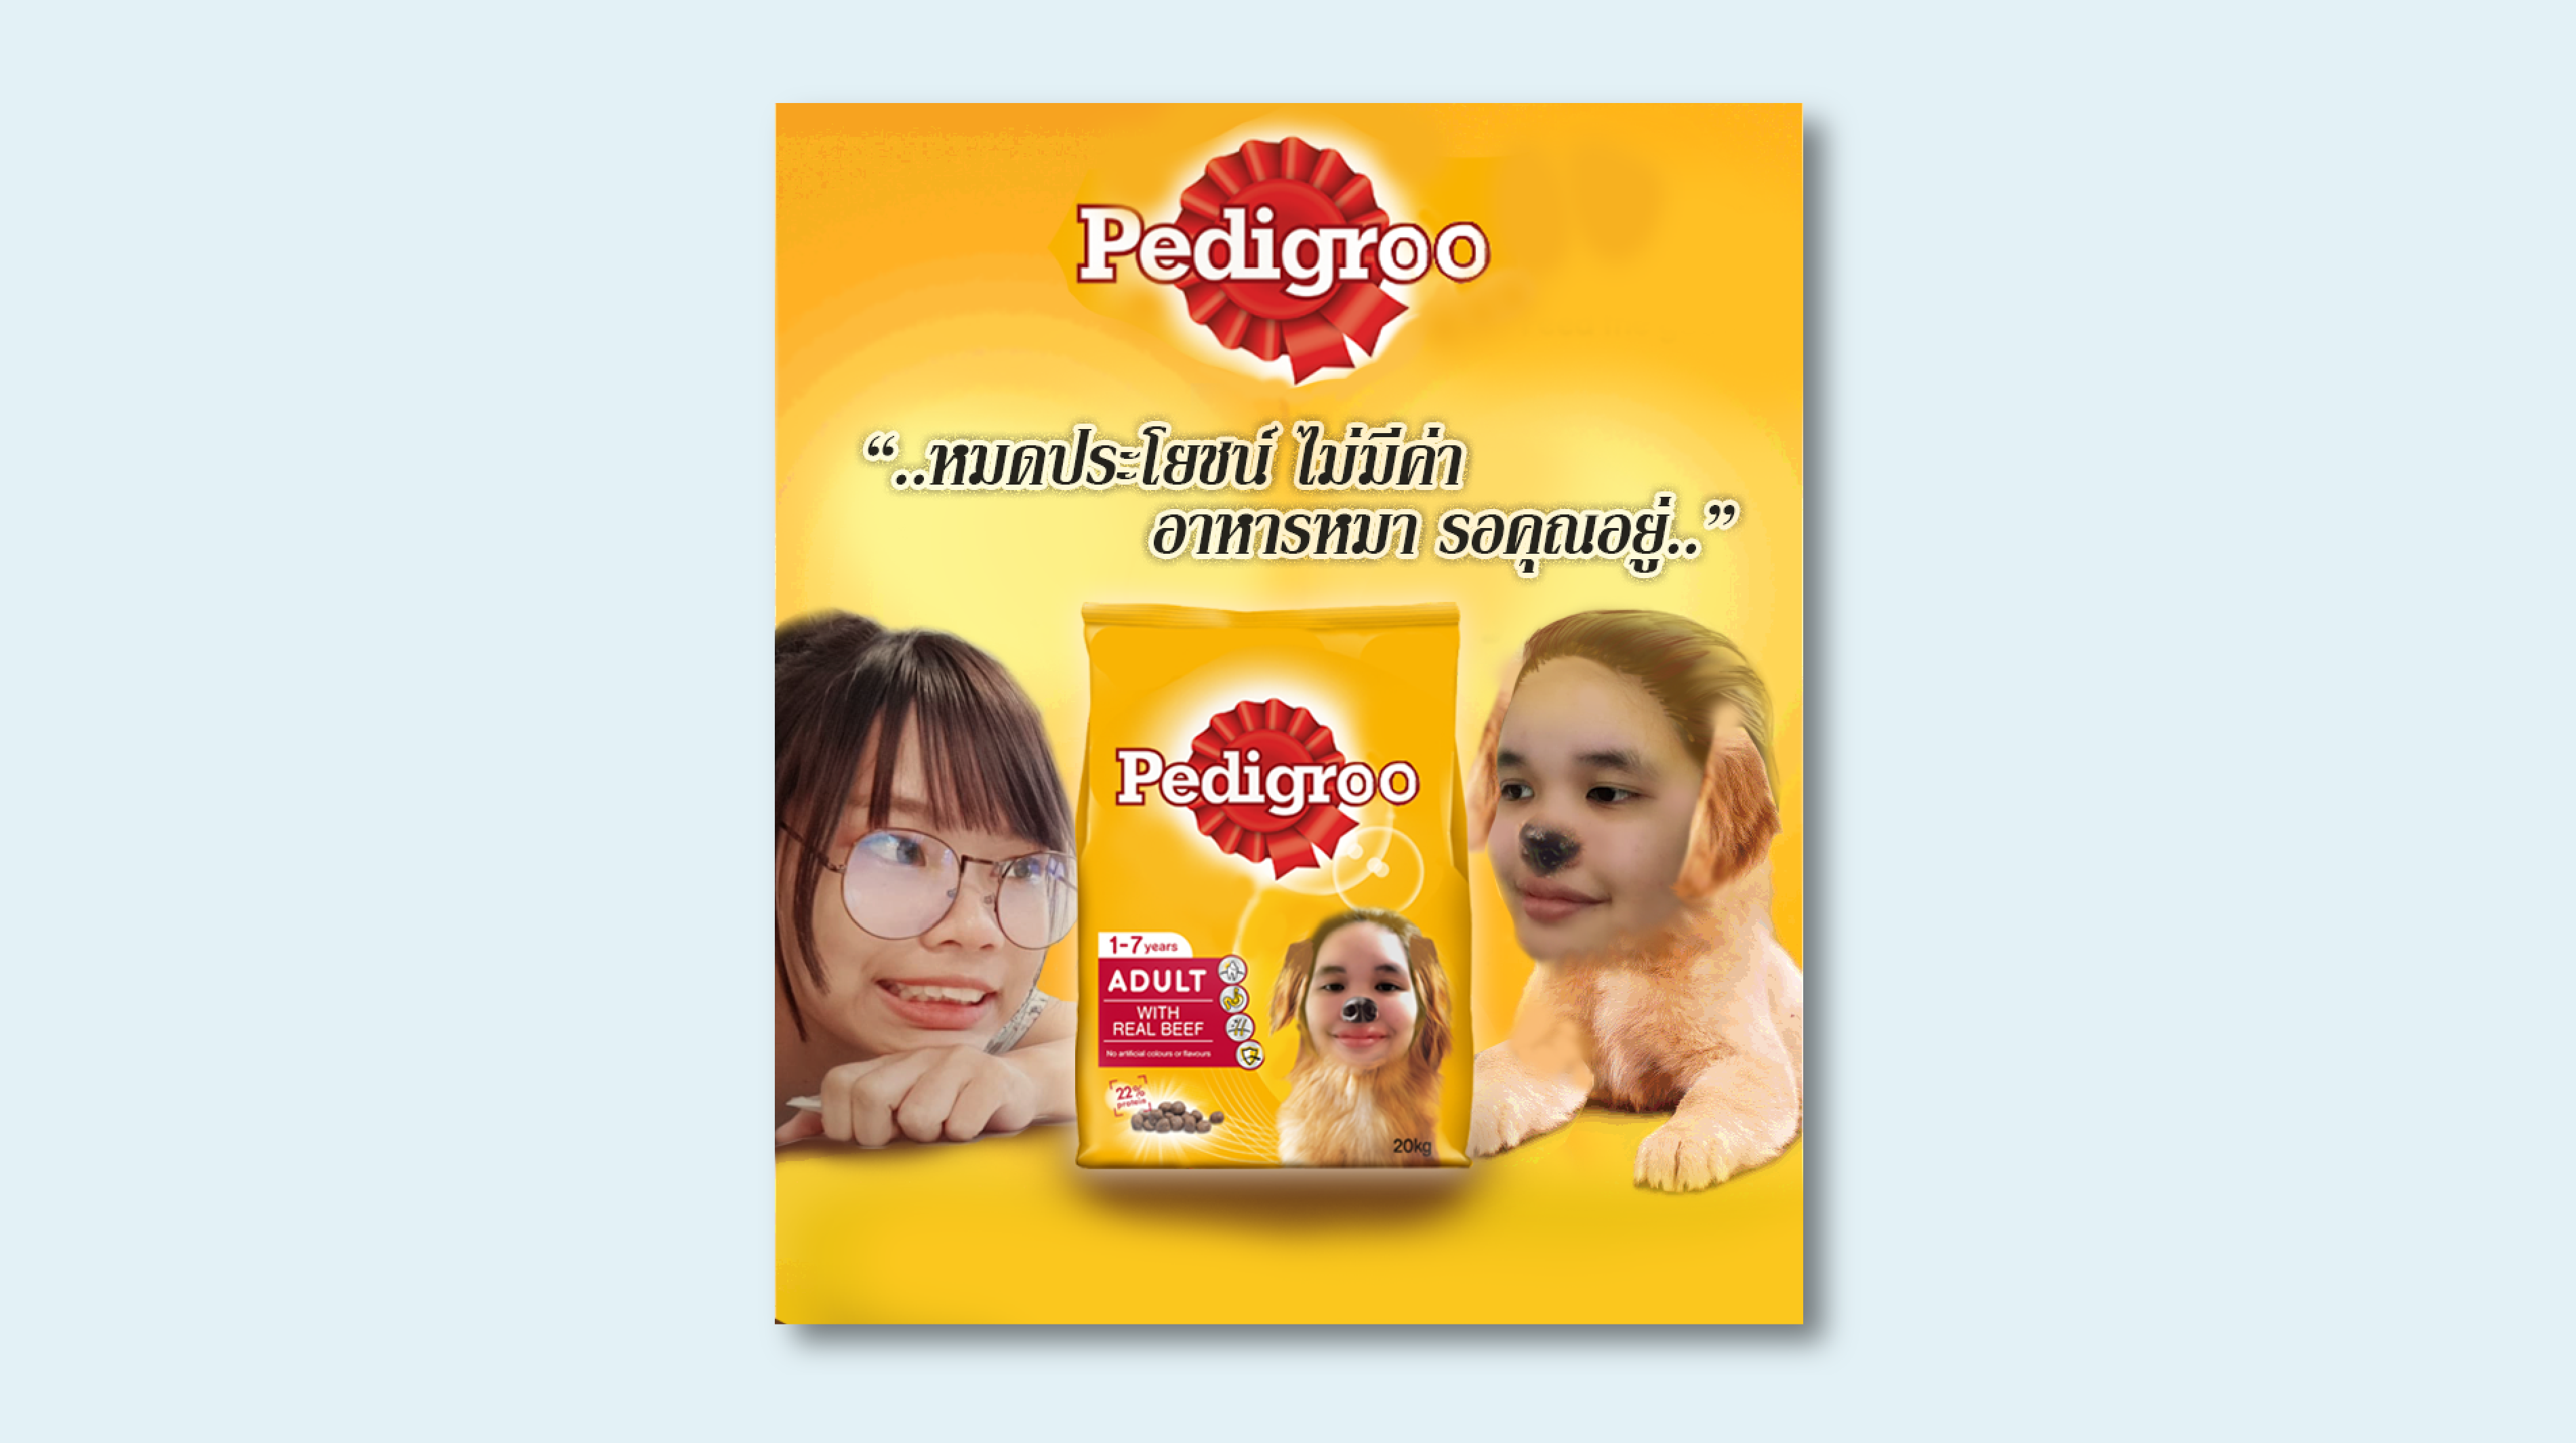 Pedigroo
“..หมดประโยชน์ ไม่มีค่า
อาหารหมา รอคุณอยู่..”
Pedigroo
1-7 years
ADULT
WITH
REAL BEEF
No artificial colours or flavours
22%
protein
20kg